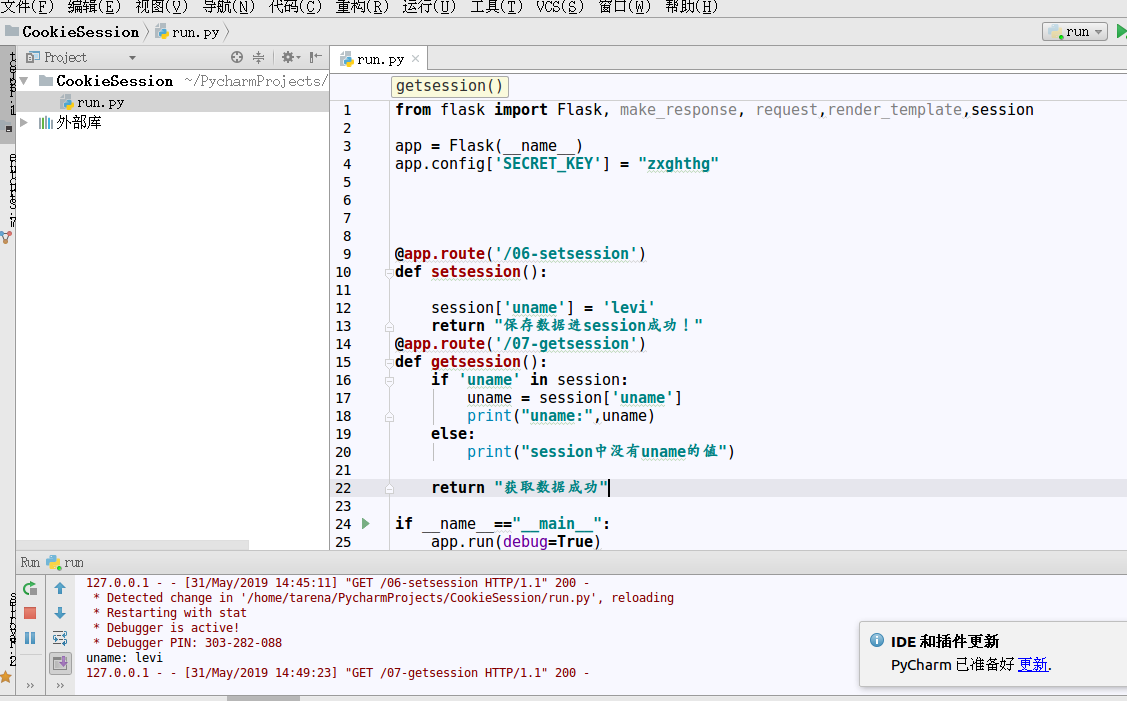 文件(F) 编辑(E) 视图(V) 导航(N) 代码(C) 重构(R) 运行(U) 工具(T) VCS(S) 窗口(W) 帮助(H)
CookieSession run.py run
Project run.py
CookieSession ~/PycharmProjects/
run.py
外部库
getsession()
1 from flask import Flask, make_response, request,render_template,session
2
3 app = Flask(__name__)
4 app.config['SECRET_KEY'] = "zxghthg"
5
6
7
8
9 @app.route('/06-setsession')
10 def setsession():
11
12 session['uname'] = 'levi'
13 return "保存数据进session成功！"
14 @app.route('/07-getsession')
15 def getsession():
16 if 'uname' in session:
17 uname = session['uname']
18 print("uname:",uname)
19 else:
20 print("session中没有uname的值")
21
22 return "获取数据成功"
23
24 if __name__=="__main__":
25 app.run(debug=True)
Run run
127.0.0.1 - - [31/May/2019 14:45:11] "GET /06-setsession HTTP/1.1" 200 -
* Detected change in '/home/tarena/PycharmProjects/CookieSession/run.py', reloading
* Restarting with stat
* Debugger is active!
* Debugger PIN: 303-282-088
uname: levi
127.0.0.1 - - [31/May/2019 14:49:23] "GET /07-getsession HTTP/1.1" 200 -
IDE 和插件更新
PyCharm 已准备好 更新.